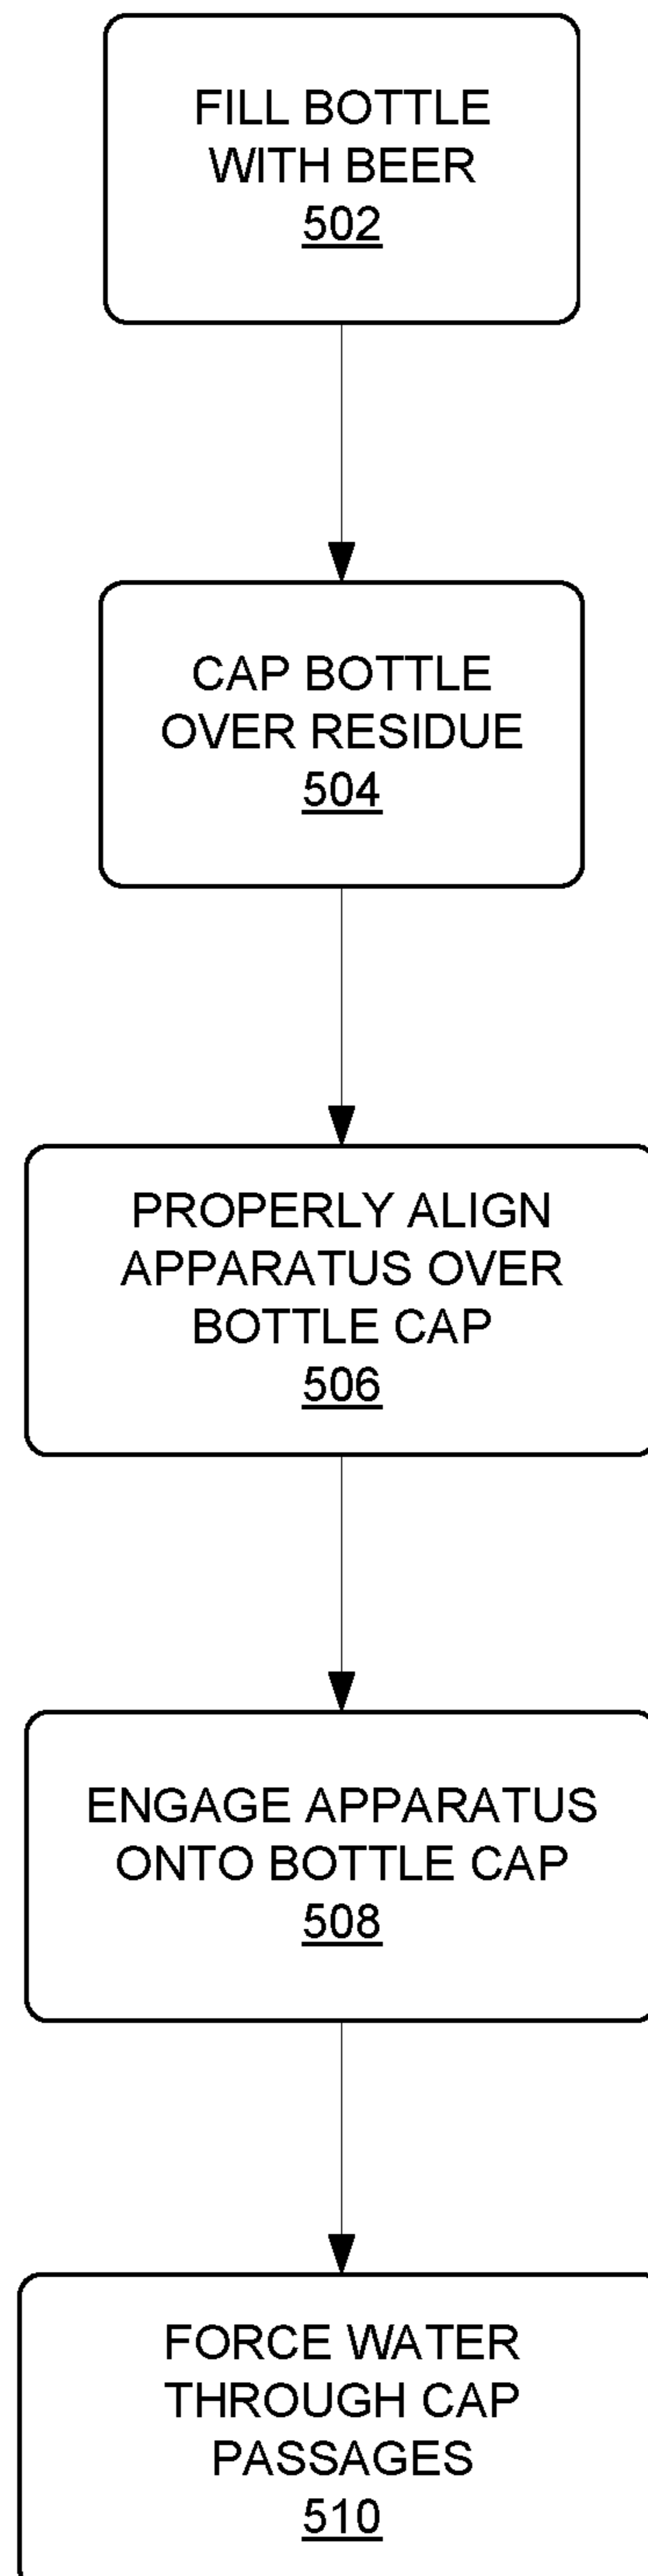 FILL BOTTLE
WITH BEER
502
CAP BOTTLE
OVER RESIDUE
504
PROPERLY ALIGN
APPARATUS OVER
BOTTLE CAP
506
ENGAGE APPARATUS
ONTO BOTTLE CAP
508
FORCE WATER
THROUGH CAP
PASSAGES
510